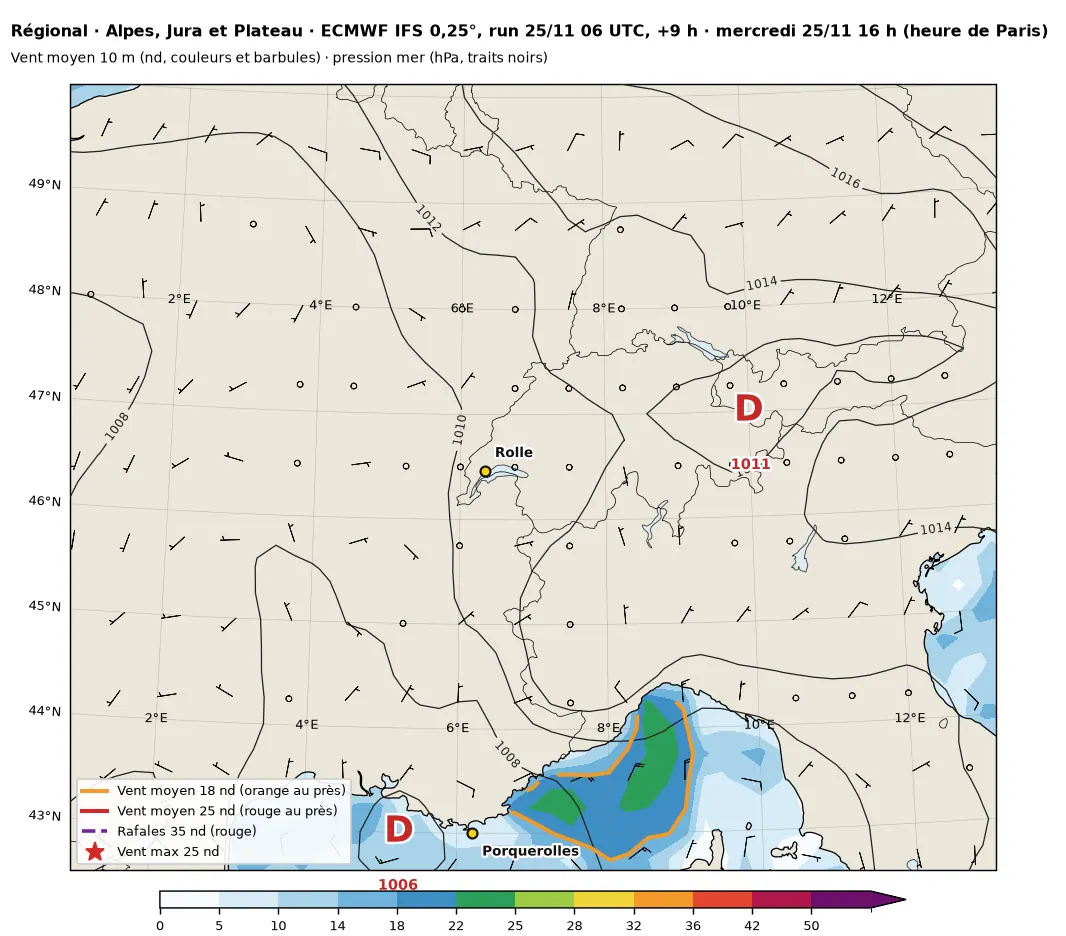 Régional · Alpes, Jura et Plateau · ECMWF IFS 0,25°, run 25/11 06 UTC, +9 h · mercredi 25/11 16 h (heure de Paris)
Vent moyen 10 m (nd, couleurs et barbules) · pression mer (hPa, traits noirs)
49°N
1016
1012
48°N
2°E
4°E
6°E
8°E
10°E
12°E
1014
47°N
1008
1010
D
1011
Rolle
46°N
1014
45°N
44°N
2°E
4°E
6°E
8°E
10°E
12°E
1008
43°N
Vent moyen 18 nd (orange au près)
Vent moyen 25 nd (rouge au près)
Rafales 35 nd (rouge)
Vent max 25 nd
D
1006
Porquerolles
0 5 10 14 18 22 25 28 32 36 42 50